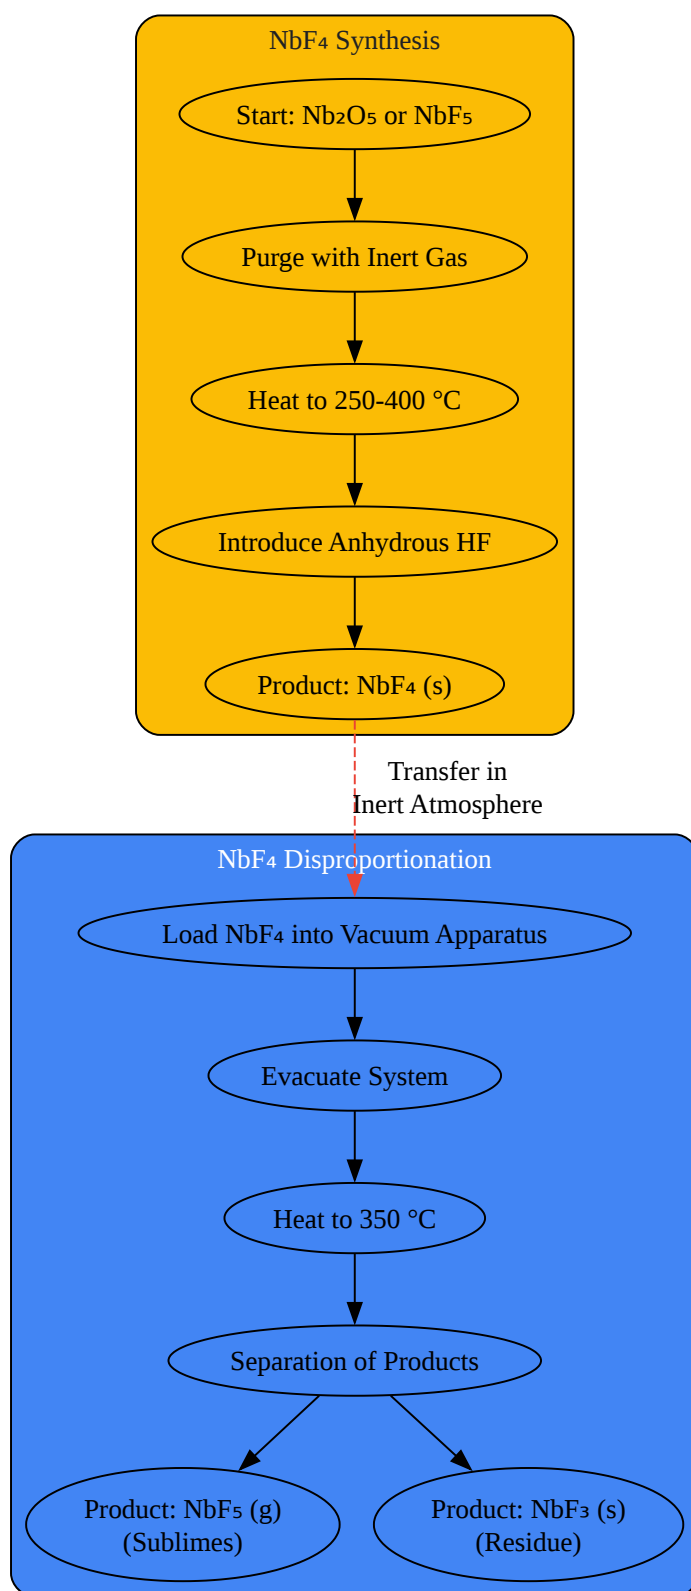 NbF₄ Synthesis
Start: Nb₂O₅ or NbF₅
Purge with Inert Gas
Heat to 250-400 °C
Introduce Anhydrous HF
Product: NbF₄ (s)
Transfer in
Inert Atmosphere
NbF₄ Disproportionation
Load NbF₄ into Vacuum Apparatus
Evacuate System
Heat to 350 °C
Separation of Products
Product: NbF₅ (g)
(Sublimes)
Product: NbF₃ (s)
(Residue)